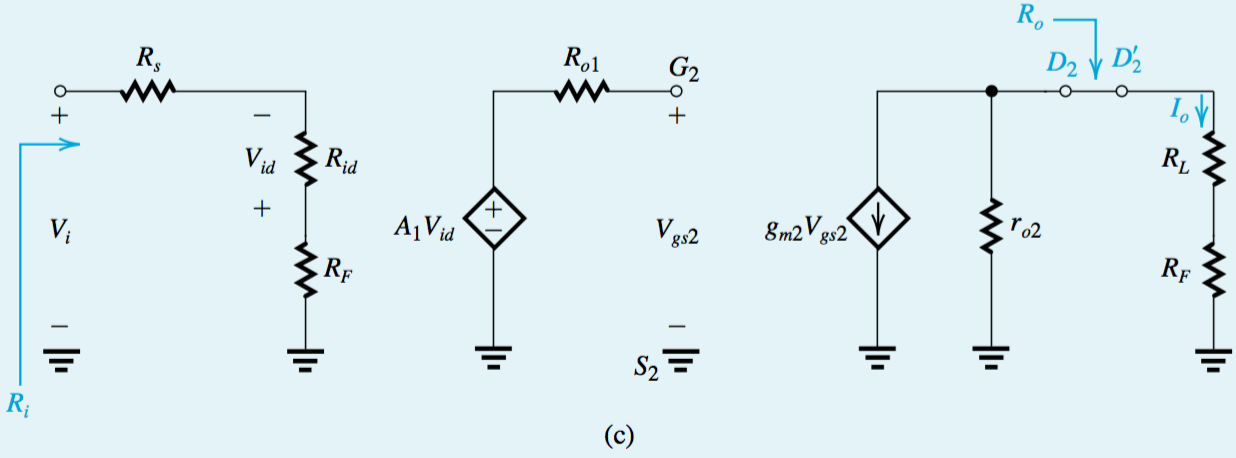 R_o
R_s
R_o1
G_2
D_2
D'_2
+
−
+
I_o
V_id
R_id
R_L
+
+
−
V_i
A_1V_id
V_gs2
g_m2V_gs2
r_o2
R_F
R_F
−
−
S_2
R_i
(c)